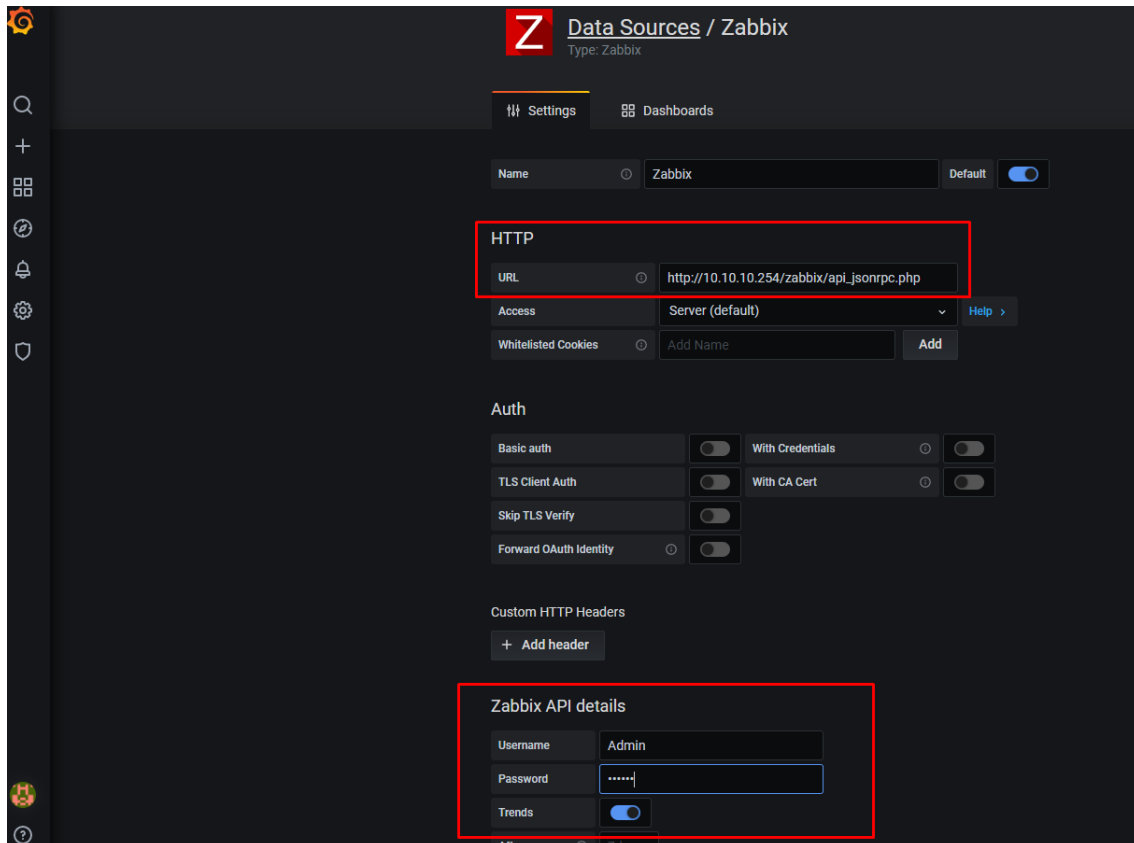 Z
Data Sources / Zabbix
Type: Zabbix
Settings
Dashboards
Name
Zabbix
Default
HTTP
URL
http://10.10.10.254/zabbix/api_jsonrpc.php
Access
Server (default)
Help
Whitelisted Cookies
Add Name
Add
Auth
Basic auth
With Credentials
TLS Client Auth
With CA Cert
Skip TLS Verify
Forward OAuth Identity
Custom HTTP Headers
+ Add header
Zabbix API details
Username
Admin
Password
••••••
Trends